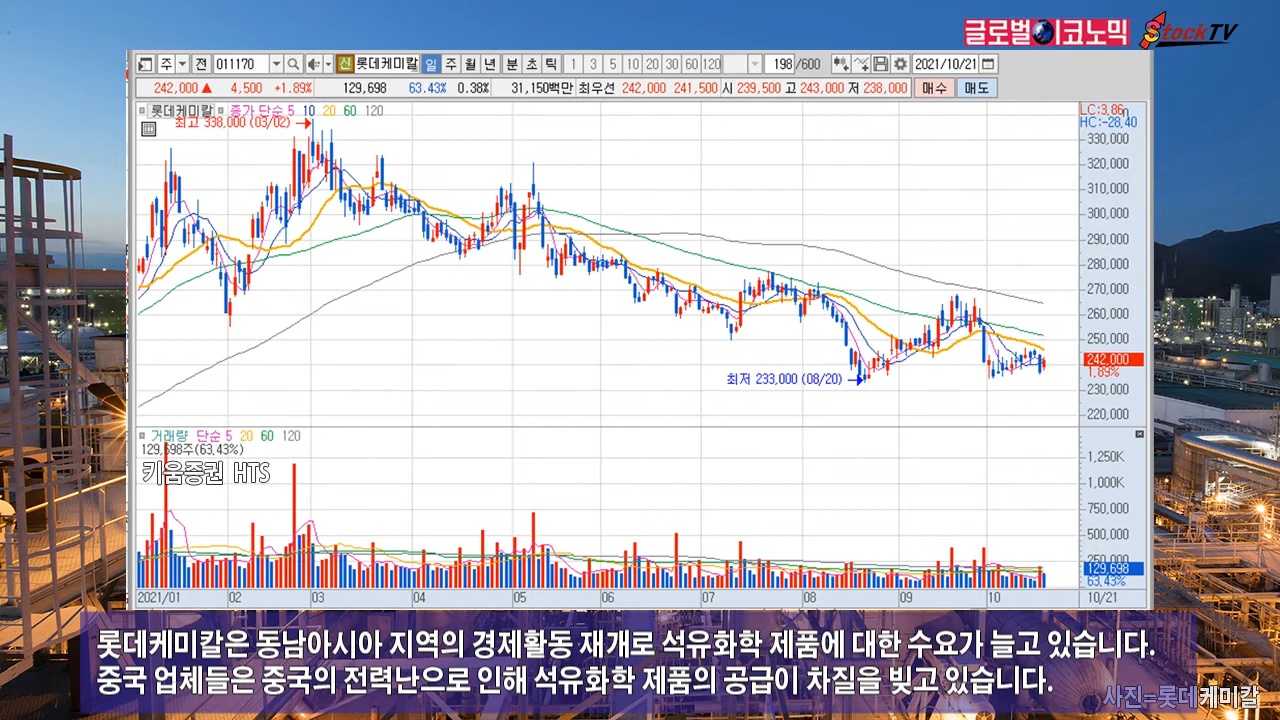 글로벌이코노믹 StockTV
주 전 011170 신 롯데케미칼 일 주 월 년 분 초 틱 1 3 5 10 20 30 60 120 198 /600 2021/10/21
242,000 ▲ 4,500 +1.89% 129,698 63.43% 0.38% 31,150백만 최우선 242,000 241,500 시 239,500 고 243,000 저 238,000 매수 매도
롯데케미칼 종가 단순 5 10 20 60 120
LC:3,86
HC:-28,40
최고 338,000 (03/02)
330,000
320,000
310,000
300,000
290,000
280,000
270,000
260,000
250,000
242,000
1,89%
최저 233,000 (08/20)
230,000
220,000
거래량 단순 5 20 60 120
129,698주(63,43%)
키움증권 HTS
1,250K
1,000K
750,000
500,000
250,000
129,698
63,43%
2021/01 02 03 04 05 06 07 08 09 10 10/21
롯데케미칼은 동남아시아 지역의 경제활동 재개로 석유화학 제품에 대한 수요가 늘고 있습니다.
중국 업체들은 중국의 전력난으로 인해 석유화학 제품의 공급이 차질을 빚고 있습니다.
사진=롯데케미칼